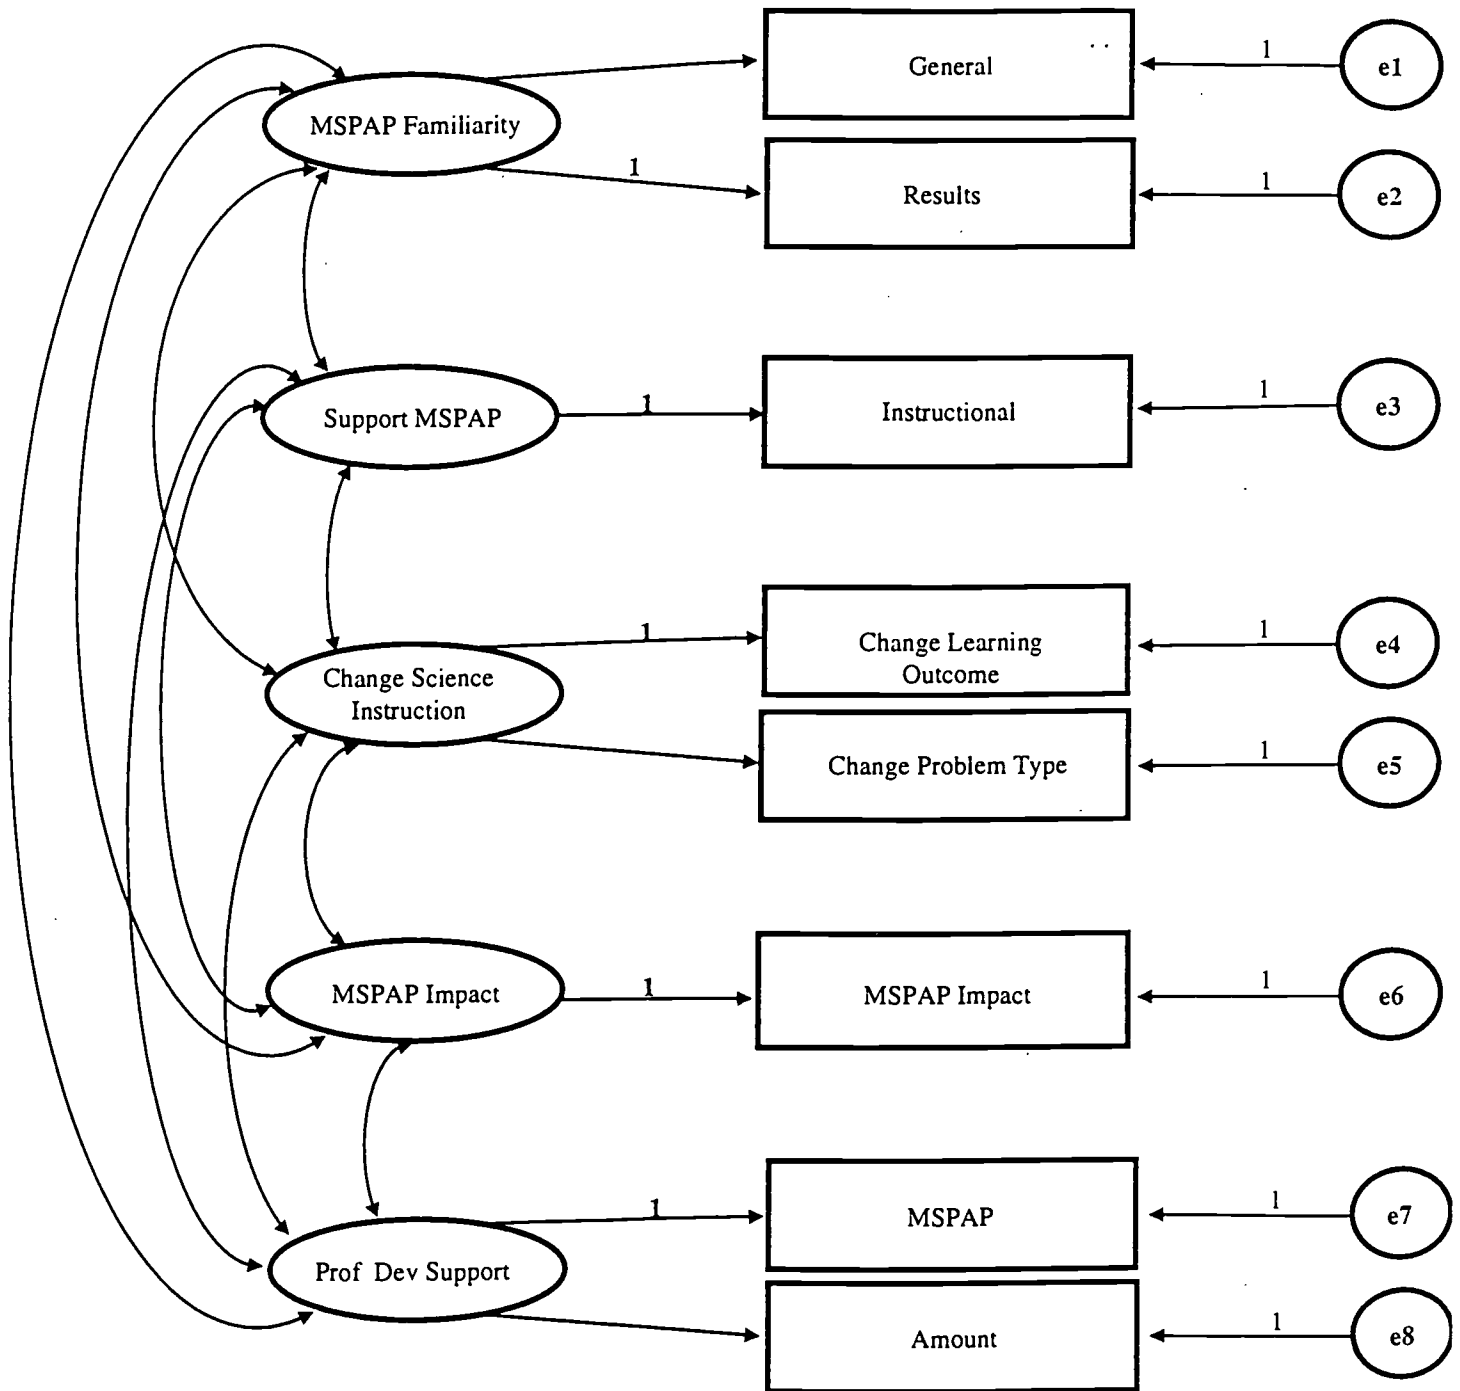 General
1
e1
MSPAP Familiarity
1
Results
1
e2
Support MSPAP
1
Instructional
1
e3
1
Change Learning
Outcome
1
e4
Change Science
Instruction
Change Problem Type
1
e5
MSPAP Impact
1
MSPAP Impact
1
e6
1
MSPAP
1
e7
Prof Dev Support
Amount
1
e8